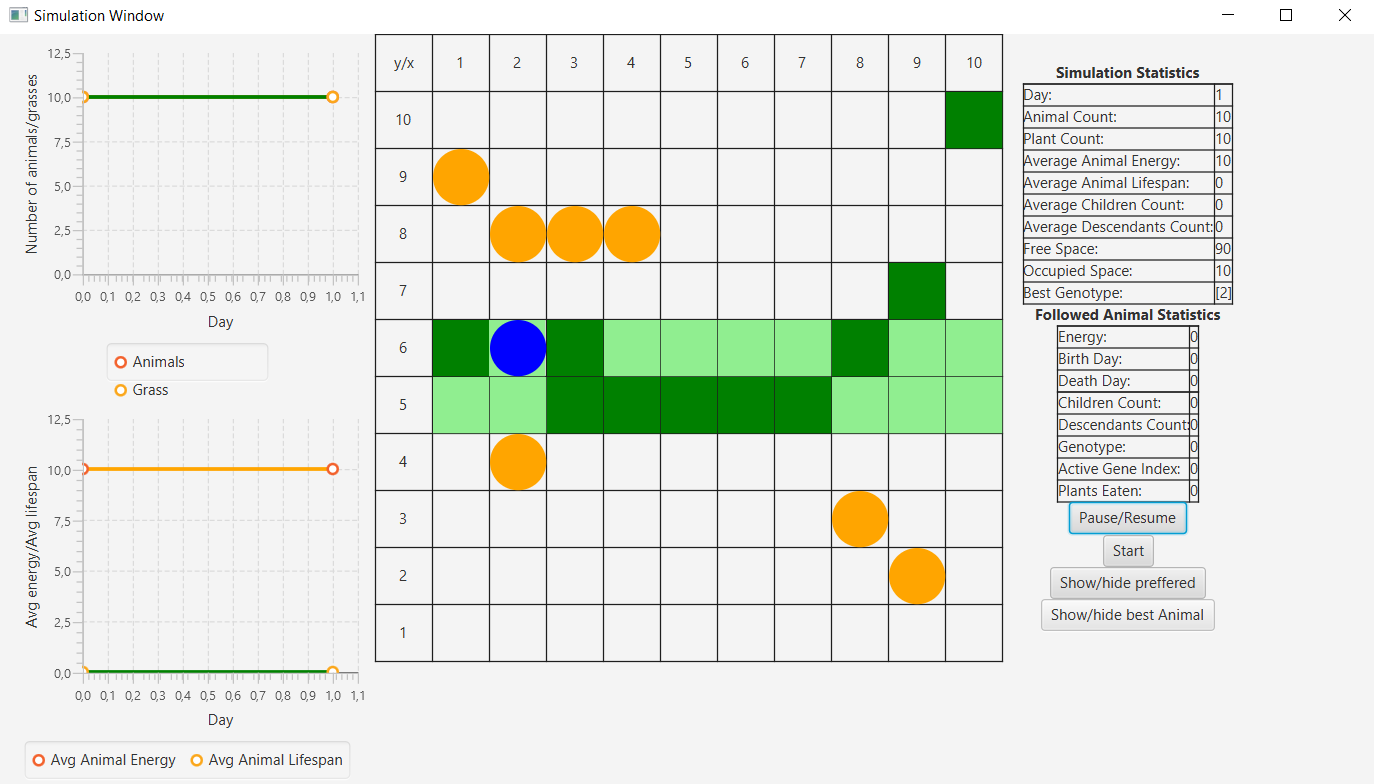 Simulation Window
12,5
10,0
7,5
5,0
2,5
0,0
Number of animals/grasses
0,0 0,1 0,2 0,3 0,4 0,5 0,6 0,7 0,8 0,9 1,0 1,1
Day
Animals
Grass
12,5
10,0
7,5
5,0
2,5
0,0
Avg energy/Avg lifespan
0,0 0,1 0,2 0,3 0,4 0,5 0,6 0,7 0,8 0,9 1,0 1,1
Day
Avg Animal Energy Avg Animal Lifespan
y/x 1 2 3 4 5 6 7 8 9 10
10
9
8
7
6
5
4
3
2
1
Simulation Statistics
Day: 1
Animal Count: 10
Plant Count: 10
Average Animal Energy: 10
Average Animal Lifespan: 0
Average Children Count: 0
Average Descendants Count: 0
Free Space: 90
Occupied Space: 10
Best Genotype: [2]
Followed Animal Statistics
Energy: 0
Birth Day: 0
Death Day: 0
Children Count: 0
Descendants Count: 0
Genotype: 0
Active Gene Index: 0
Plants Eaten: 0
Pause/Resume
Start
Show/hide preffered
Show/hide best Animal